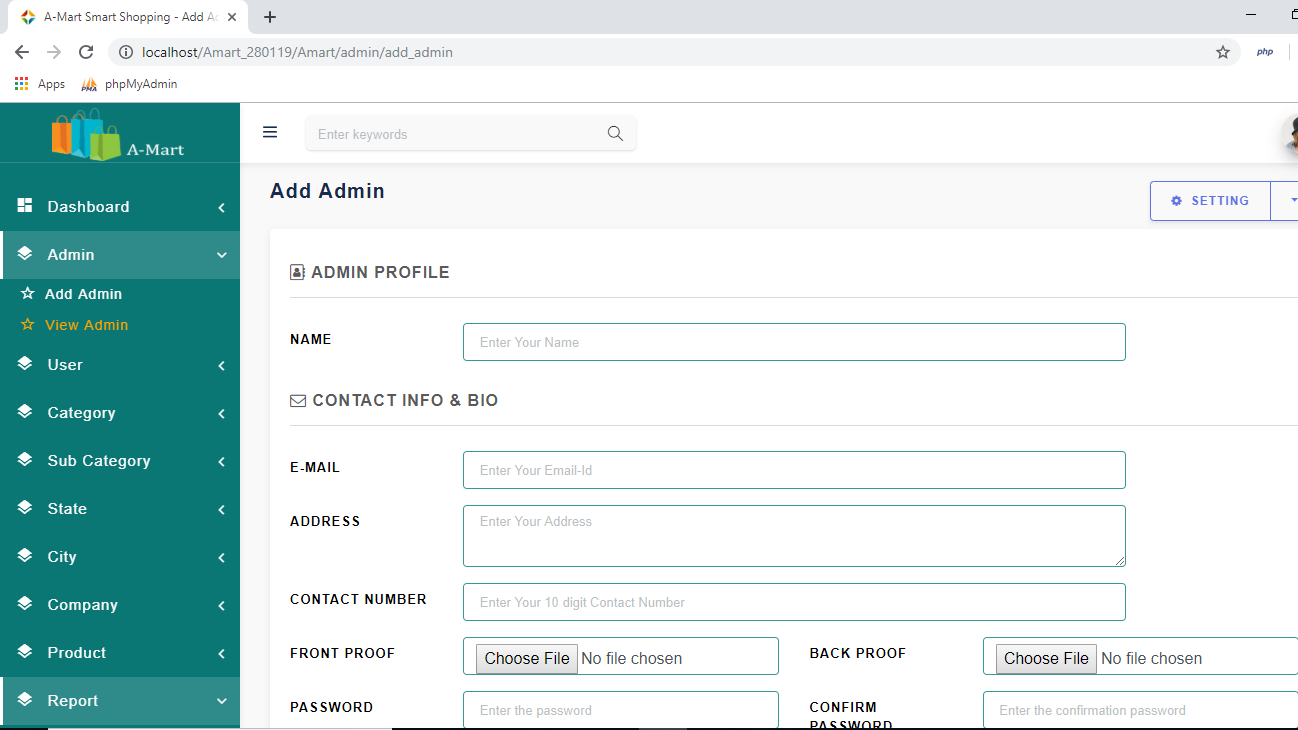 A-Mart Smart Shopping - Add Ad
localhost/Amart_280119/Amart/admin/add_admin
php
Apps
phpMyAdmin
A-Mart
Enter keywords
Dashboard
Admin
Add Admin
View Admin
User
Category
Sub Category
State
City
Company
Product
Report
Add Admin
SETTING
ADMIN PROFILE
NAME
Enter Your Name
CONTACT INFO & BIO
E-MAIL
Enter Your Email-Id
ADDRESS
Enter Your Address
CONTACT NUMBER
Enter Your 10 digit Contact Number
FRONT PROOF
Choose File No file chosen
BACK PROOF
Choose File No file chosen
PASSWORD
Enter the password
CONFIRM
PASSWORD
Enter the confirmation password